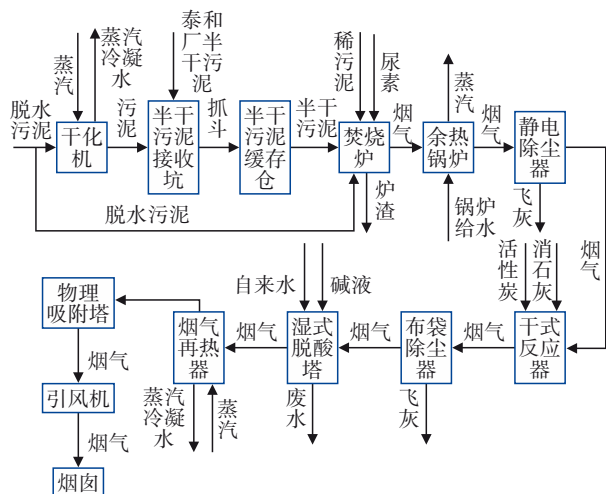 蒸汽
蒸汽
冷凝
水
泰和
厂半
干污
泥
稀
污
泥
尿
素
蒸
汽
脱水
污泥
干化
机
污
泥
半干
污泥
接收
坑
抓
斗
半干
污泥
缓存
仓
半干
污泥
焚烧
炉
烟
气
余热
锅炉
烟
气
静电
除尘
器
脱水污泥
炉
渣
锅炉
给水
飞
灰
烟
气
活
性
炭
消
石
灰
自来水
碱液
物理
吸附塔
烟气
再热
器
烟气
湿式
脱酸
塔
烟气
布袋
除尘
器
烟气
干式
反应
器
烟气
引风机
蒸汽
冷凝
水
蒸
汽
废
水
飞
灰
烟气
烟囱